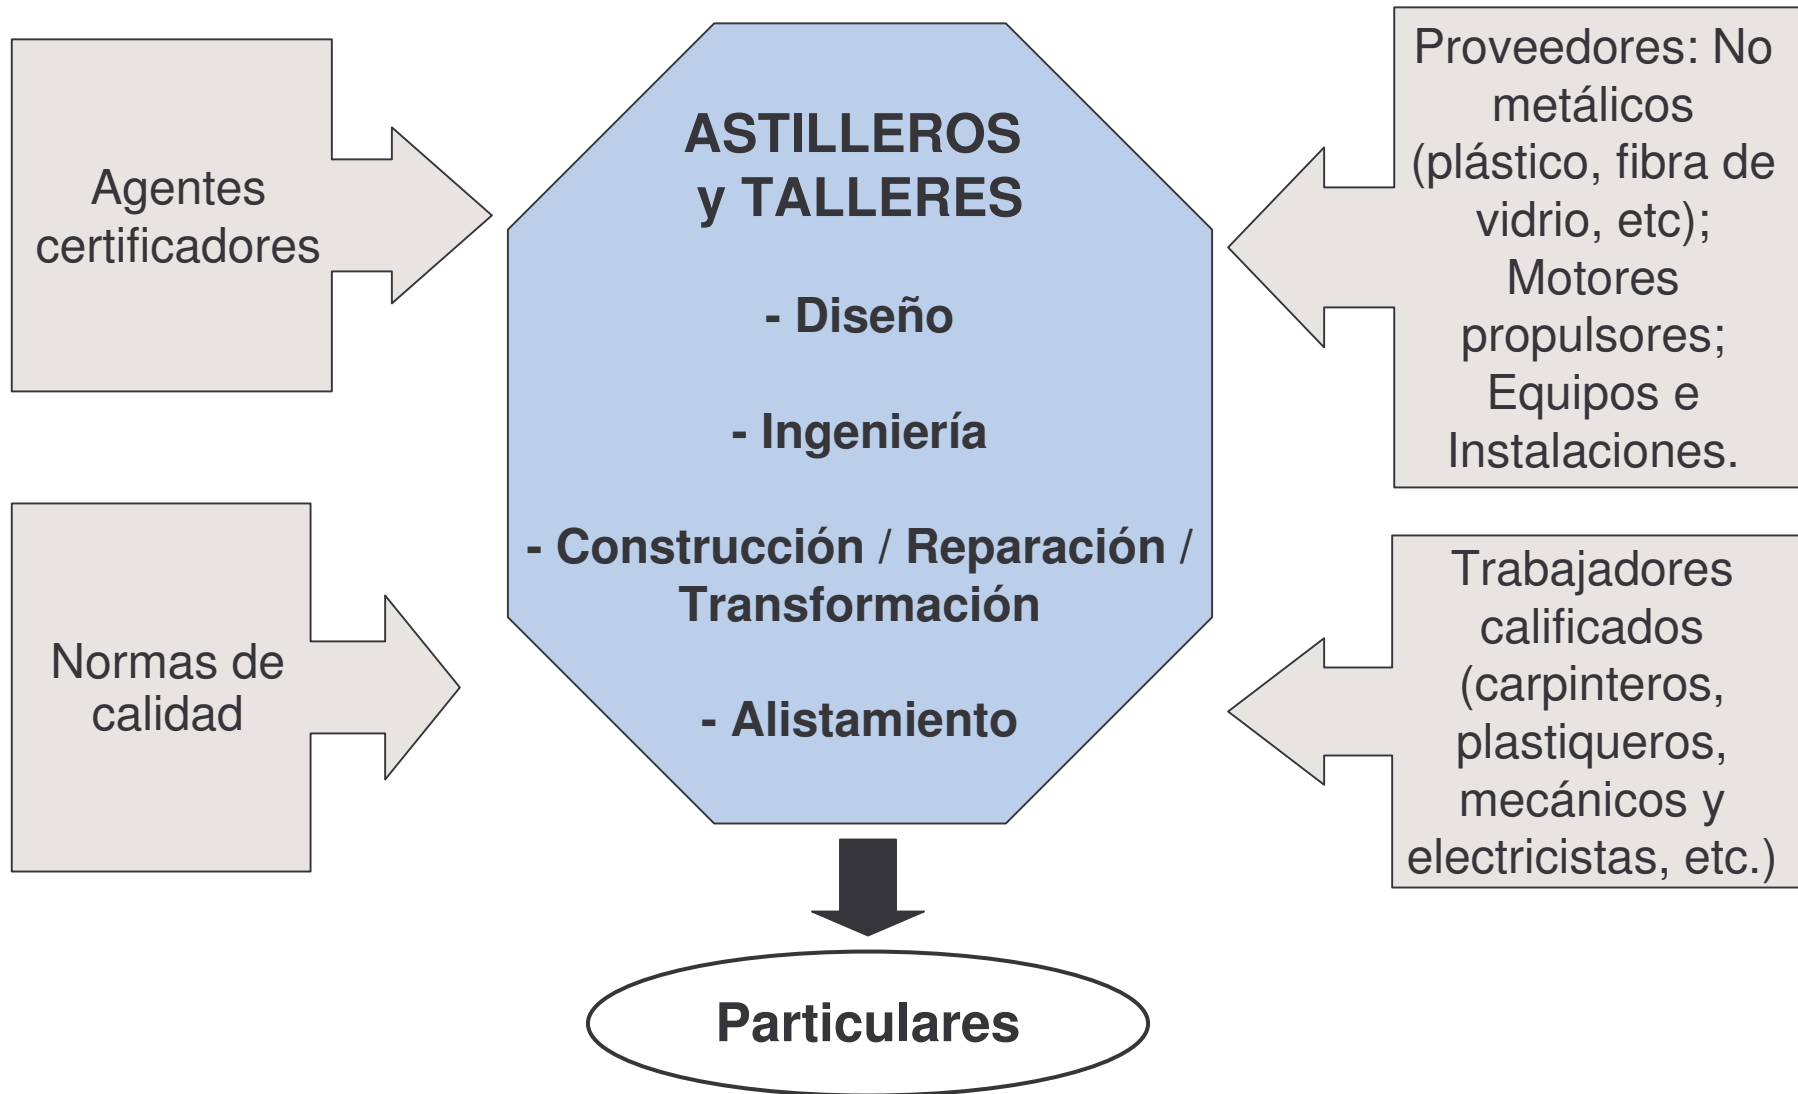 Agentes
certificadores
Normas de
calidad
ASTILLEROS
y TALLERES
- Diseño
- Ingeniería
- Construcción / Reparación /
Transformación
- Alistamiento
Proveedores: No
metálicos
(plástico, fibra de
vidrio, etc);
Motores
propulsores;
Equipos e
Instalaciones.
Trabajadores
calificados
(carpinteros,
plastiqueros,
mecánicos y
electricistas, etc.)
Particulares